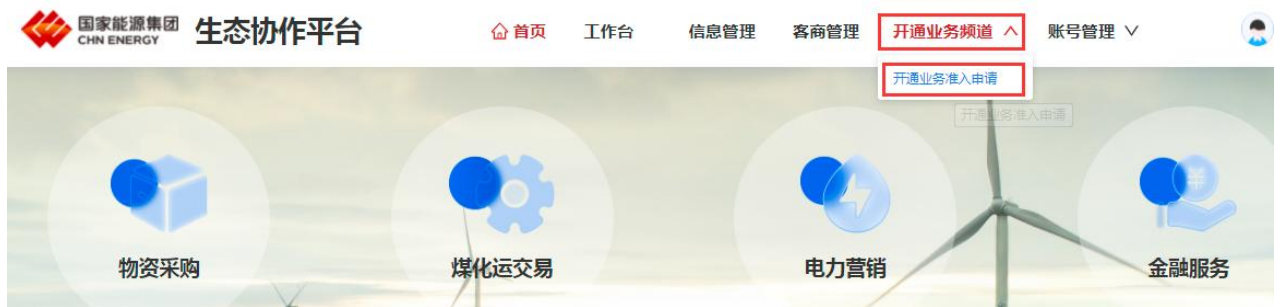 国家能源集团
CHN ENERGY
生态协作平台
首页 工作台 信息管理 客商管理 开通业务频道 账号管理
开通业务准入申请
开通业务准入申请
物资采购 煤化运交易 电力营销 金融服务